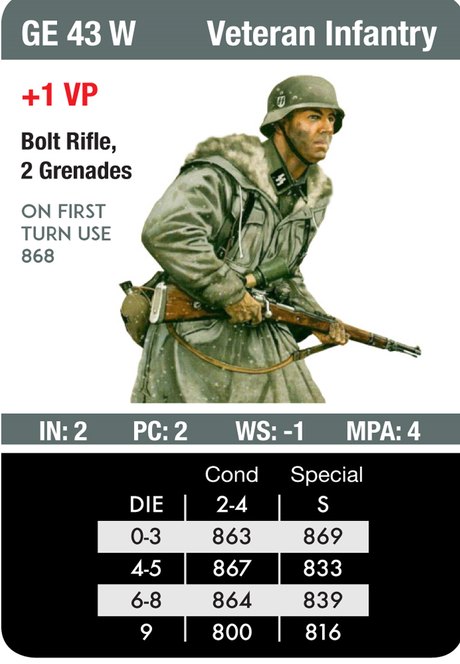 GE 43 W Veteran Infantry
+1 VP
Bolt Rifle,
2 Grenades
ON FIRST
TURN USE
868
IN: 2 PC: 2 WS: -1 MPA: 4
Cond Special
DIE 2-4 S
0-3 863 869
4-5 867 833
6-8 864 839
9 800 816